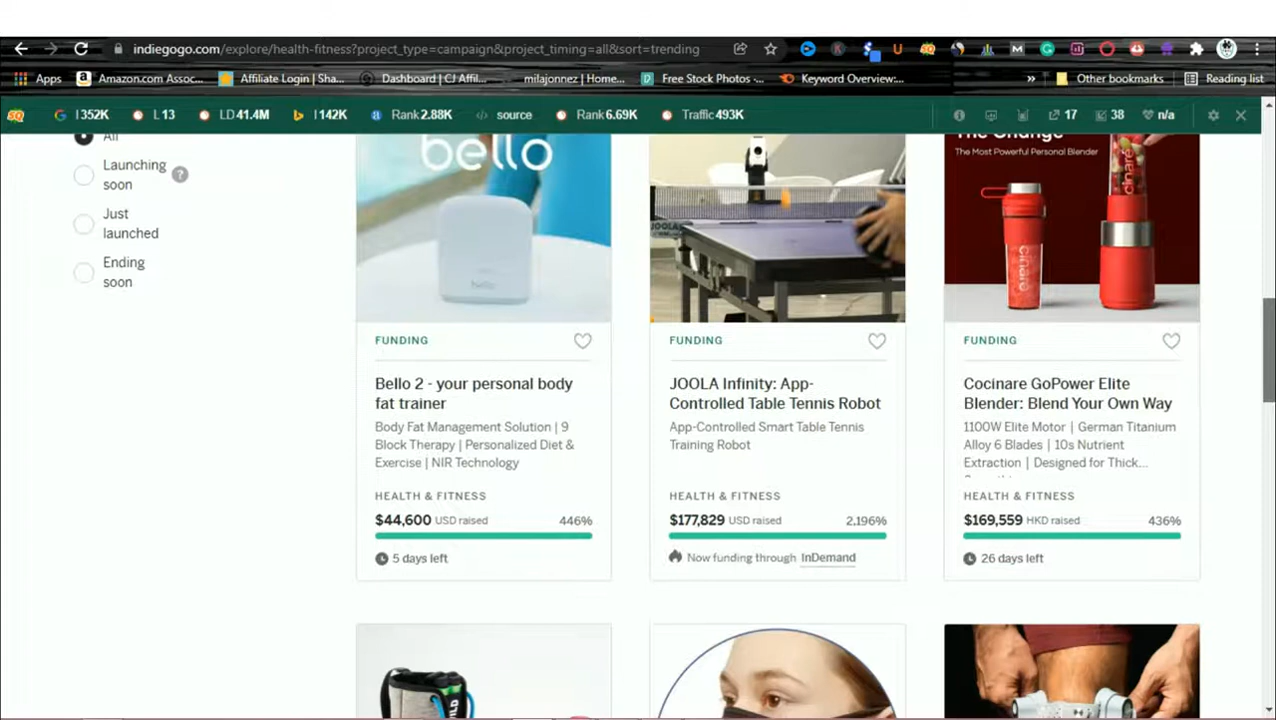 indiegogo.com/explore/health-fitness?project_type=campaign&project_timing=all&sort=trending
Apps
Amazon.com Assoc...
Affiliate Login | Sha...
Dashboard | CJ Affil...
milajonnez | Home...
Free Stock Photos -...
Keyword Overview:...
»
Other bookmarks
Reading list
I 352K
L 13
LD 41.4M
I 142K
Rank 2.88K
source
Rank 6.69K
Traffic 493K
17
38
n/a
All
Launching
soon
?
Just
launched
Ending
soon
bello
bello
FUNDING
Bello 2 - your personal body
fat trainer
Body Fat Management Solution | 9
Block Therapy | Personalized Diet &
Exercise | NIR Technology
HEALTH & FITNESS
$44,600 USD raised 446%
5 days left
JOOLA
FUNDING
JOOLA Infinity: App-
Controlled Table Tennis Robot
App-Controlled Smart Table Tennis
Training Robot
HEALTH & FITNESS
$177,829 USD raised 2,196%
Now funding through InDemand
The Change
The Most Powerful Personal Blender
cinare
cinare
FUNDING
Cocinare GoPower Elite
Blender: Blend Your Own Way
1100W Elite Motor | German Titanium
Alloy 6 Blades | 10s Nutrient
Extraction | Designed for Thick...
HEALTH & FITNESS
$169,559 HKD raised 436%
26 days left